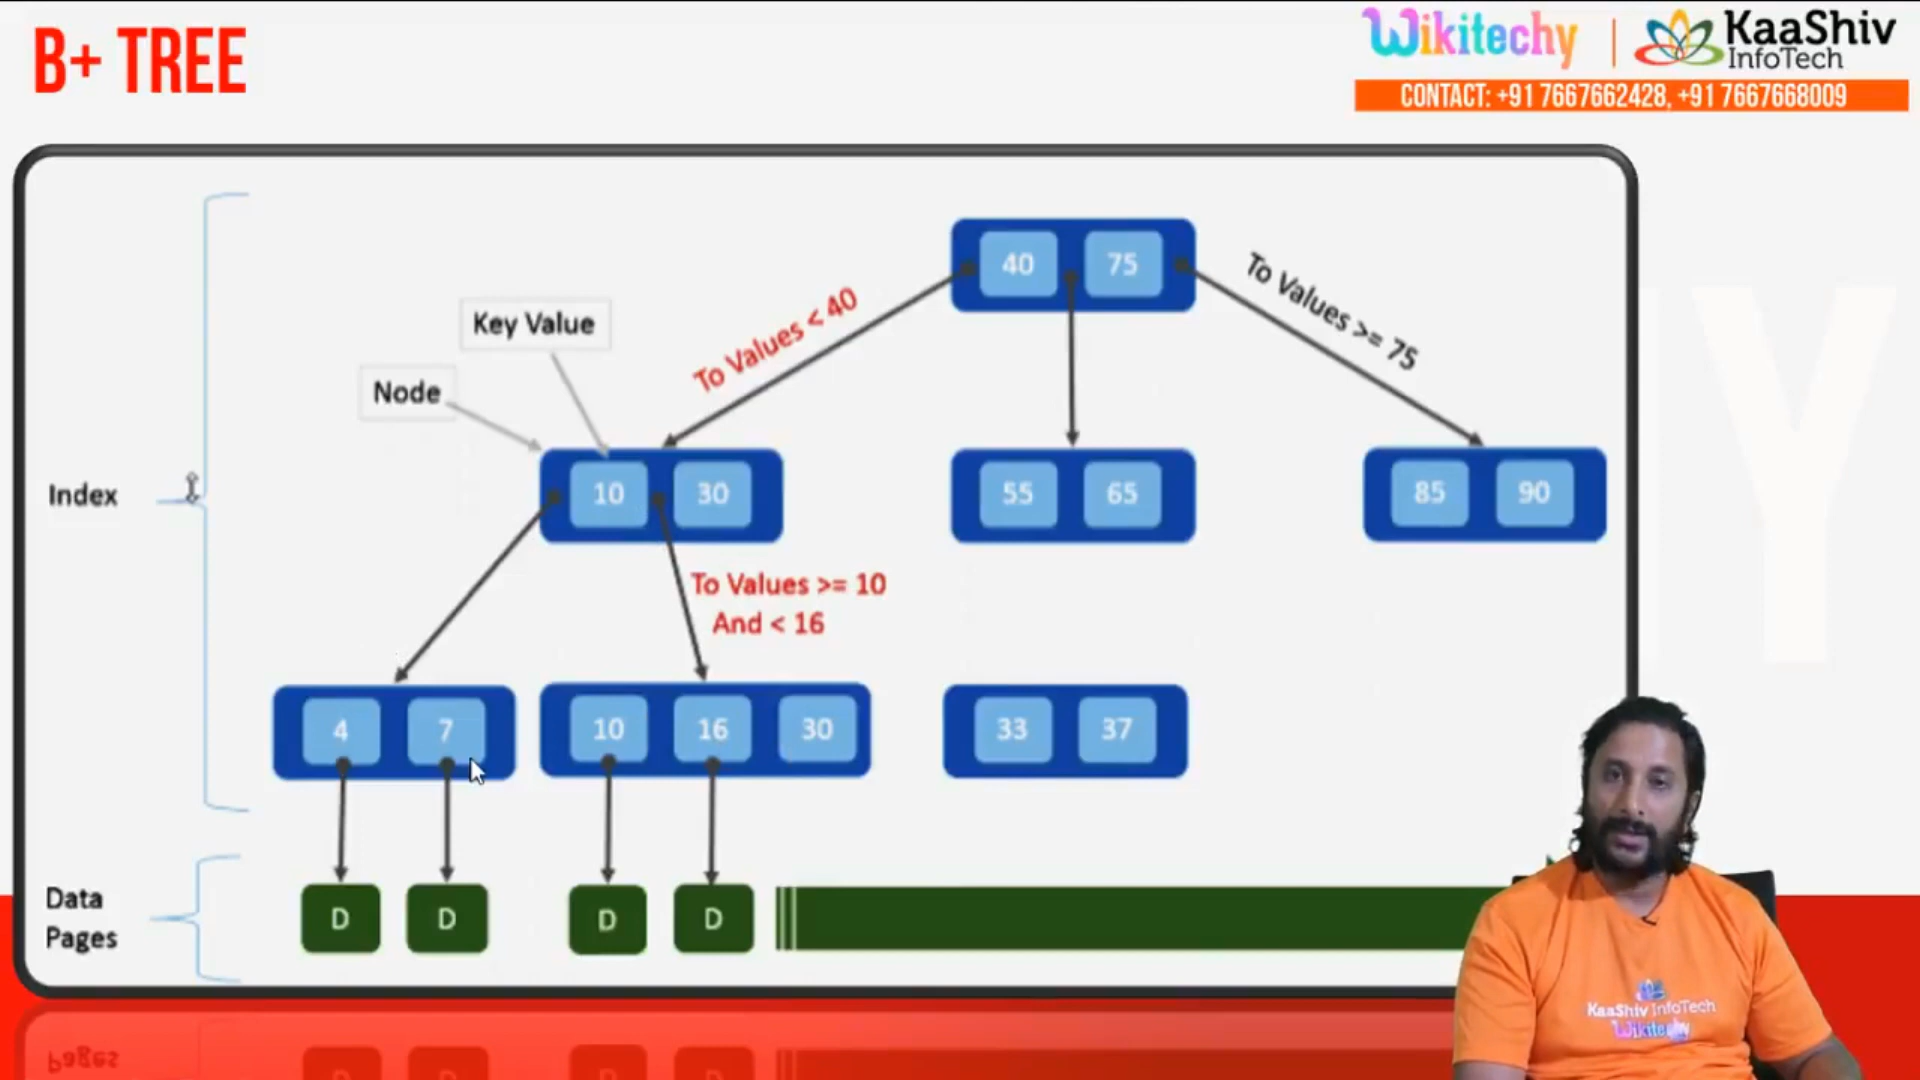 B+ TREE
Wikitechy
KaaShiv
InfoTech
CONTACT: +91 7667662428, +91 7667668009
40 75
To Values < 40
To Values >= 75
Key Value
Node
Index
10 30
55 65
85 90
To Values >= 10
And < 16
4 7
10 16 30
33 37
Data
Pages
D D D D
KaaShiv InfoTech
Wikitechy
Pages
D D D D